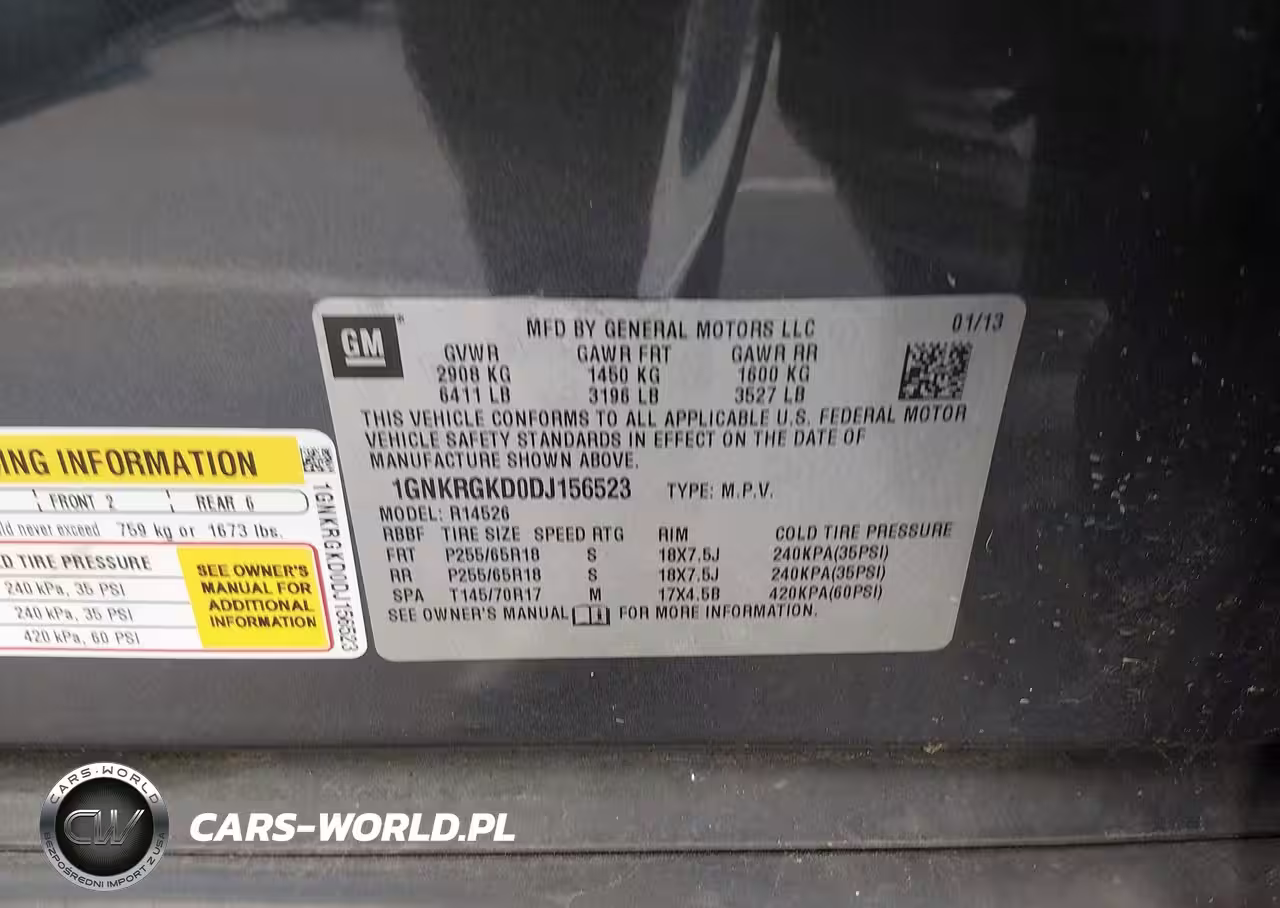 GM
MFD BY GENERAL MOTORS LLC
01/13
GVWR GAWR FRT GAWR RR
2908 KG 1450 KG 1600 KG
6411 LB 3196 LB 3527 LB
THIS VEHICLE CONFORMS TO ALL APPLICABLE U.S. FEDERAL MOTOR
VEHICLE SAFETY STANDARDS IN EFFECT ON THE DATE OF
MANUFACTURE SHOWN ABOVE.
1GNKRGKD0DJ156523 TYPE: M.P.V.
MODEL: R14526
RBBF TIRE SIZE SPEED RTG RIM COLD TIRE PRESSURE
FRT P255/65R18 S 18X7.5J 240KPA(35PSI)
RR P255/65R18 S 18X7.5J 240KPA(35PSI)
SPA T145/70R17 M 17X4.5B 420KPA(60PSI)
SEE OWNER'S MANUAL FOR MORE INFORMATION.
ING INFORMATION
FRONT 2 REAR 6
ld never exceed 759 kg or 1673 lbs.
D TIRE PRESSURE
240 kPa, 35 PSI
240 kPa, 35 PSI
420 kPa, 60 PSI
SEE OWNER'S
MANUAL FOR
ADDITIONAL
INFORMATION
1GNKRGKD0DJ156523
CARS-WORLD
CW
BEZPOŚREDNI IMPORT Z USA
CARS-WORLD.PL